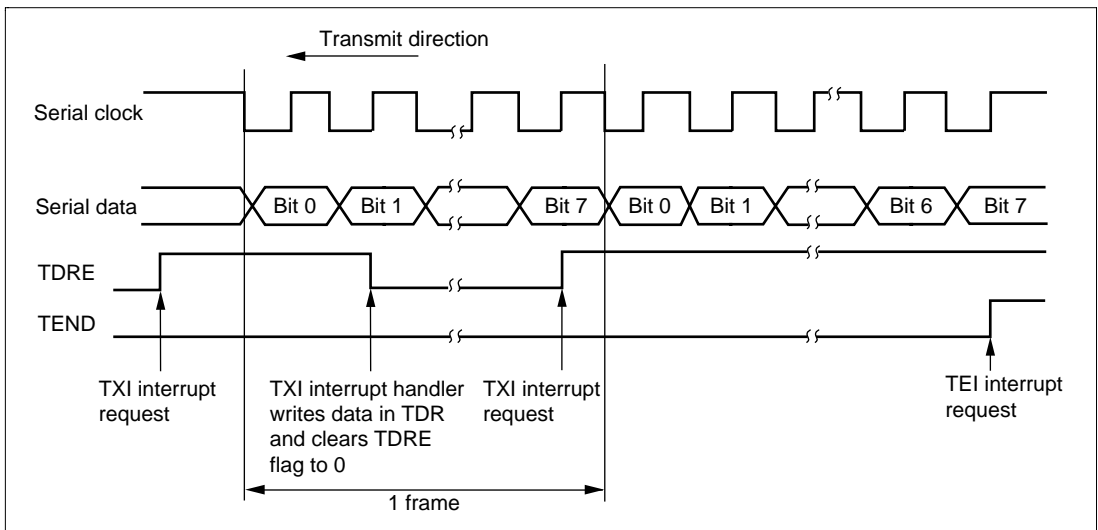 Transmit direction
Serial clock
Serial data
Bit 0
Bit 1
Bit 7
Bit 0
Bit 1
Bit 6
Bit 7
TDRE
TEND
TXI interrupt
request
TXI interrupt handler
writes data in TDR
and clears TDRE
flag to 0
TXI interrupt
request
TEI interrupt
request
1 frame